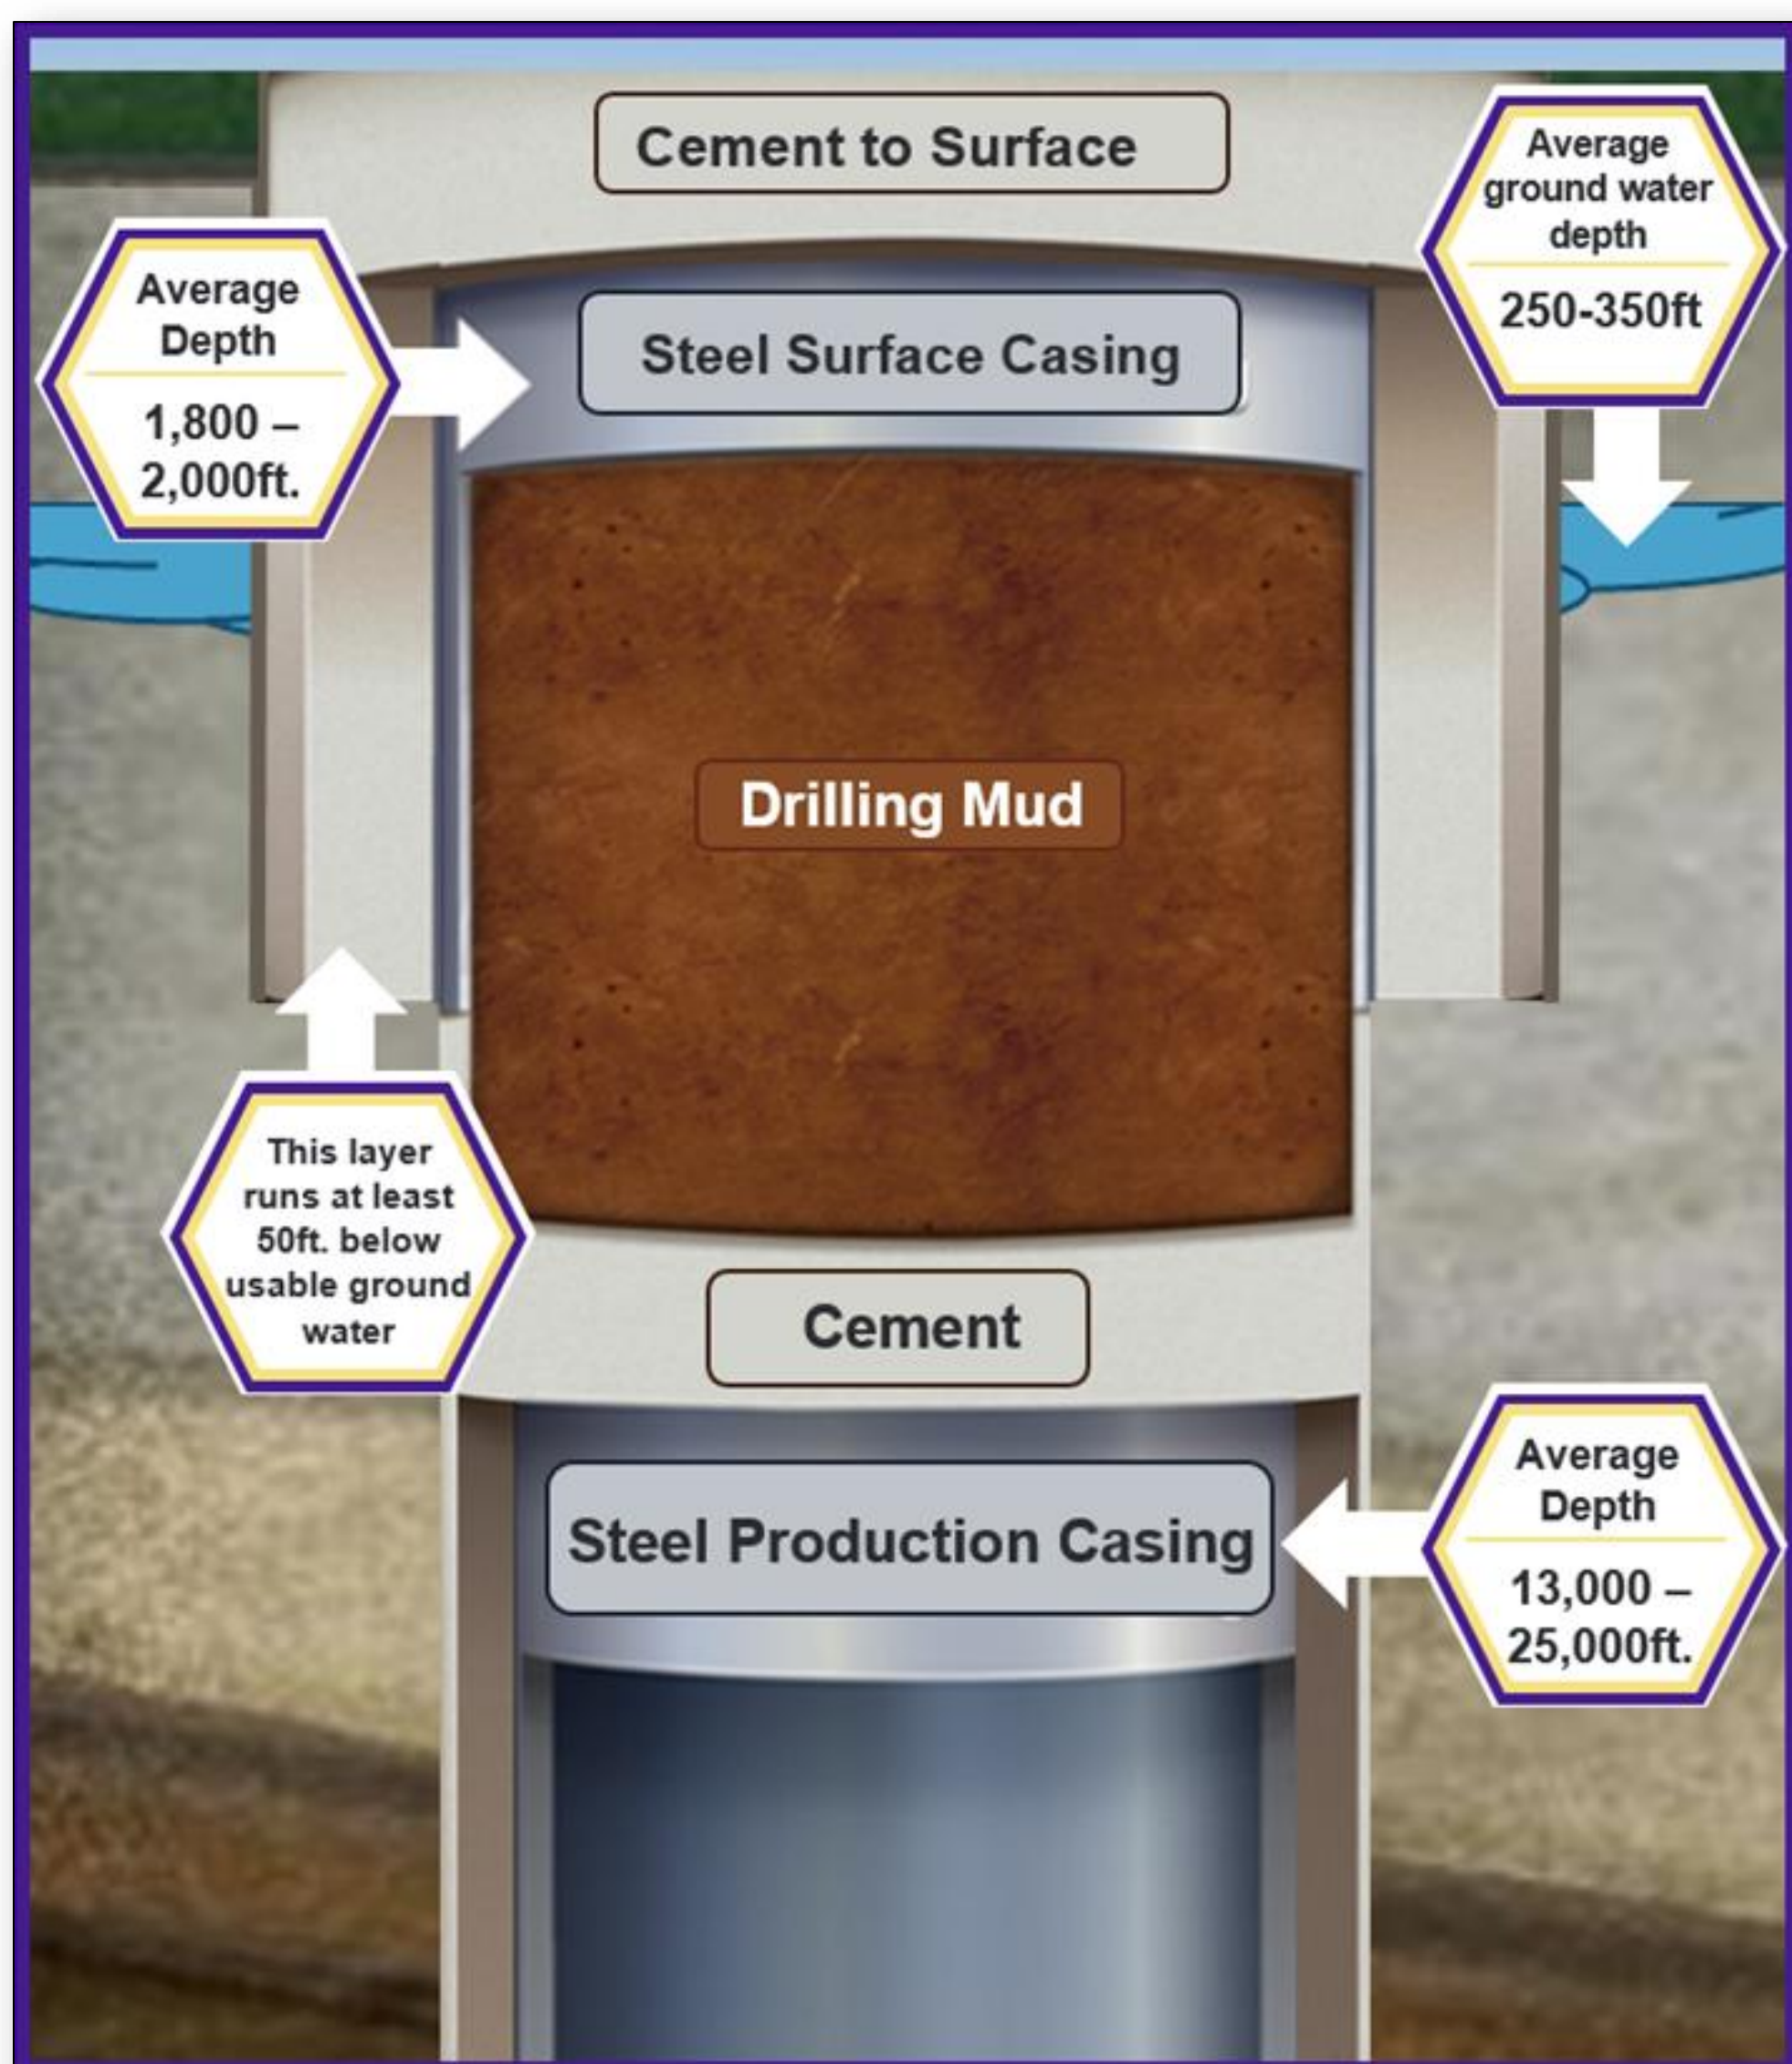 Cement to Surface
Average
ground water
depth
250-350ft
Average
Depth
1,800 –
2,000ft.
Steel Surface Casing
Drilling Mud
This layer
runs at least
50ft. below
usable ground
water
Cement
Steel Production Casing
Average
Depth
13,000 –
25,000ft.